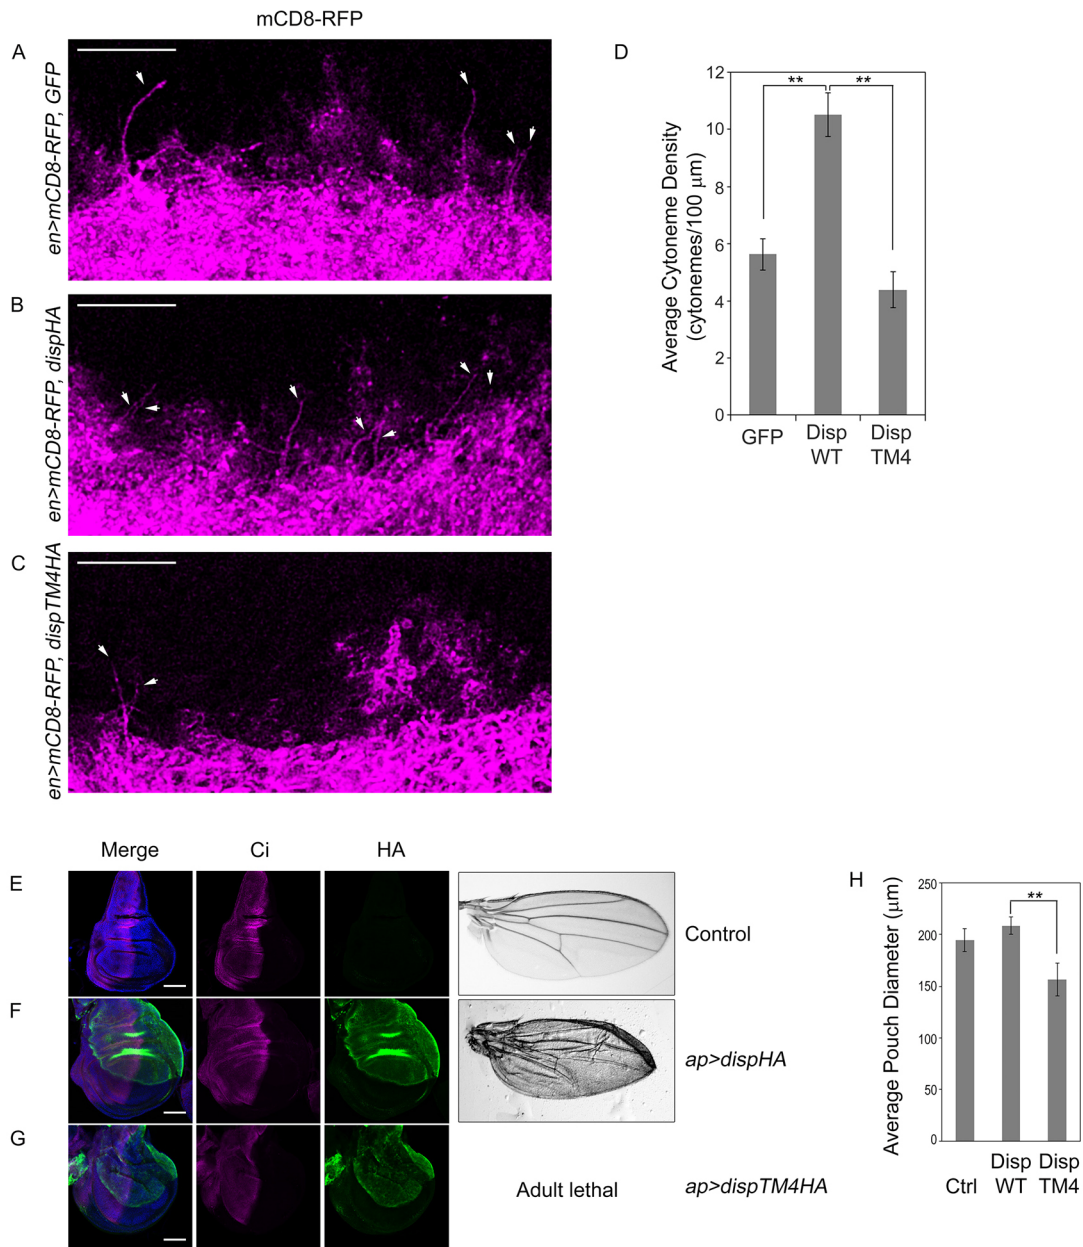 mCD8-RFP
A
en>mCD8-RFP, GFP
B
en>mCD8-RFP, dispHA
C
en>mCD8-RFP, dispTM4HA
D
Average Cytoneme Density
(cytonemes/100 μm)
12
10
8
6
4
2
0
**
**
GFP
Disp
WT
Disp
TM4
Merge
Ci
HA
E
Control
F
ap>dispHA
G
Adult lethal
ap>dispTM4HA
H
Average Pouch Diameter (μm)
250
200
150
100
50
0
**
Ctrl
Disp
WT
Disp
TM4